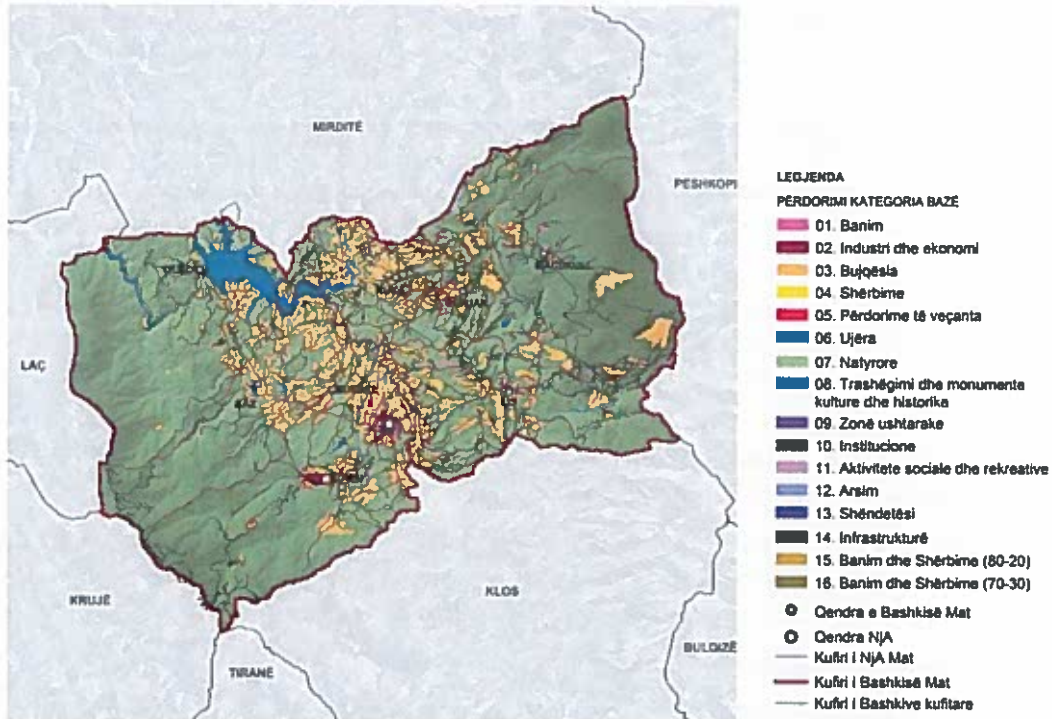 MIRDITË
PESHKOPI
LAÇ
KRUJË
TIRANË
KLOS
BULQIZË
LEGJENDA
PËRDORIMI KATEGORIA BAZË
01. Banim
02. Industri dhe ekonomi
03. Bujqësia
04. Shërbime
05. Përdorime të veçanta
06. Ujëra
07. Natyrore
08. Trashëgimi dhe monumente
kulture dhe historike
09. Zonë ushtarake
10. Institucione
11. Aktivitete sociale dhe rekreative
12. Arsim
13. Shëndetësi
14. Infrastrukturë
15. Banim dhe Shërbime (80-20)
16. Banim dhe Shërbime (70-30)
Qendra e Bashkisë Mat
Qendra NjA
Kufiri i NjA Mat
Kufiri i Bashkisë Mat
Kufiri i Bashkive kufitare